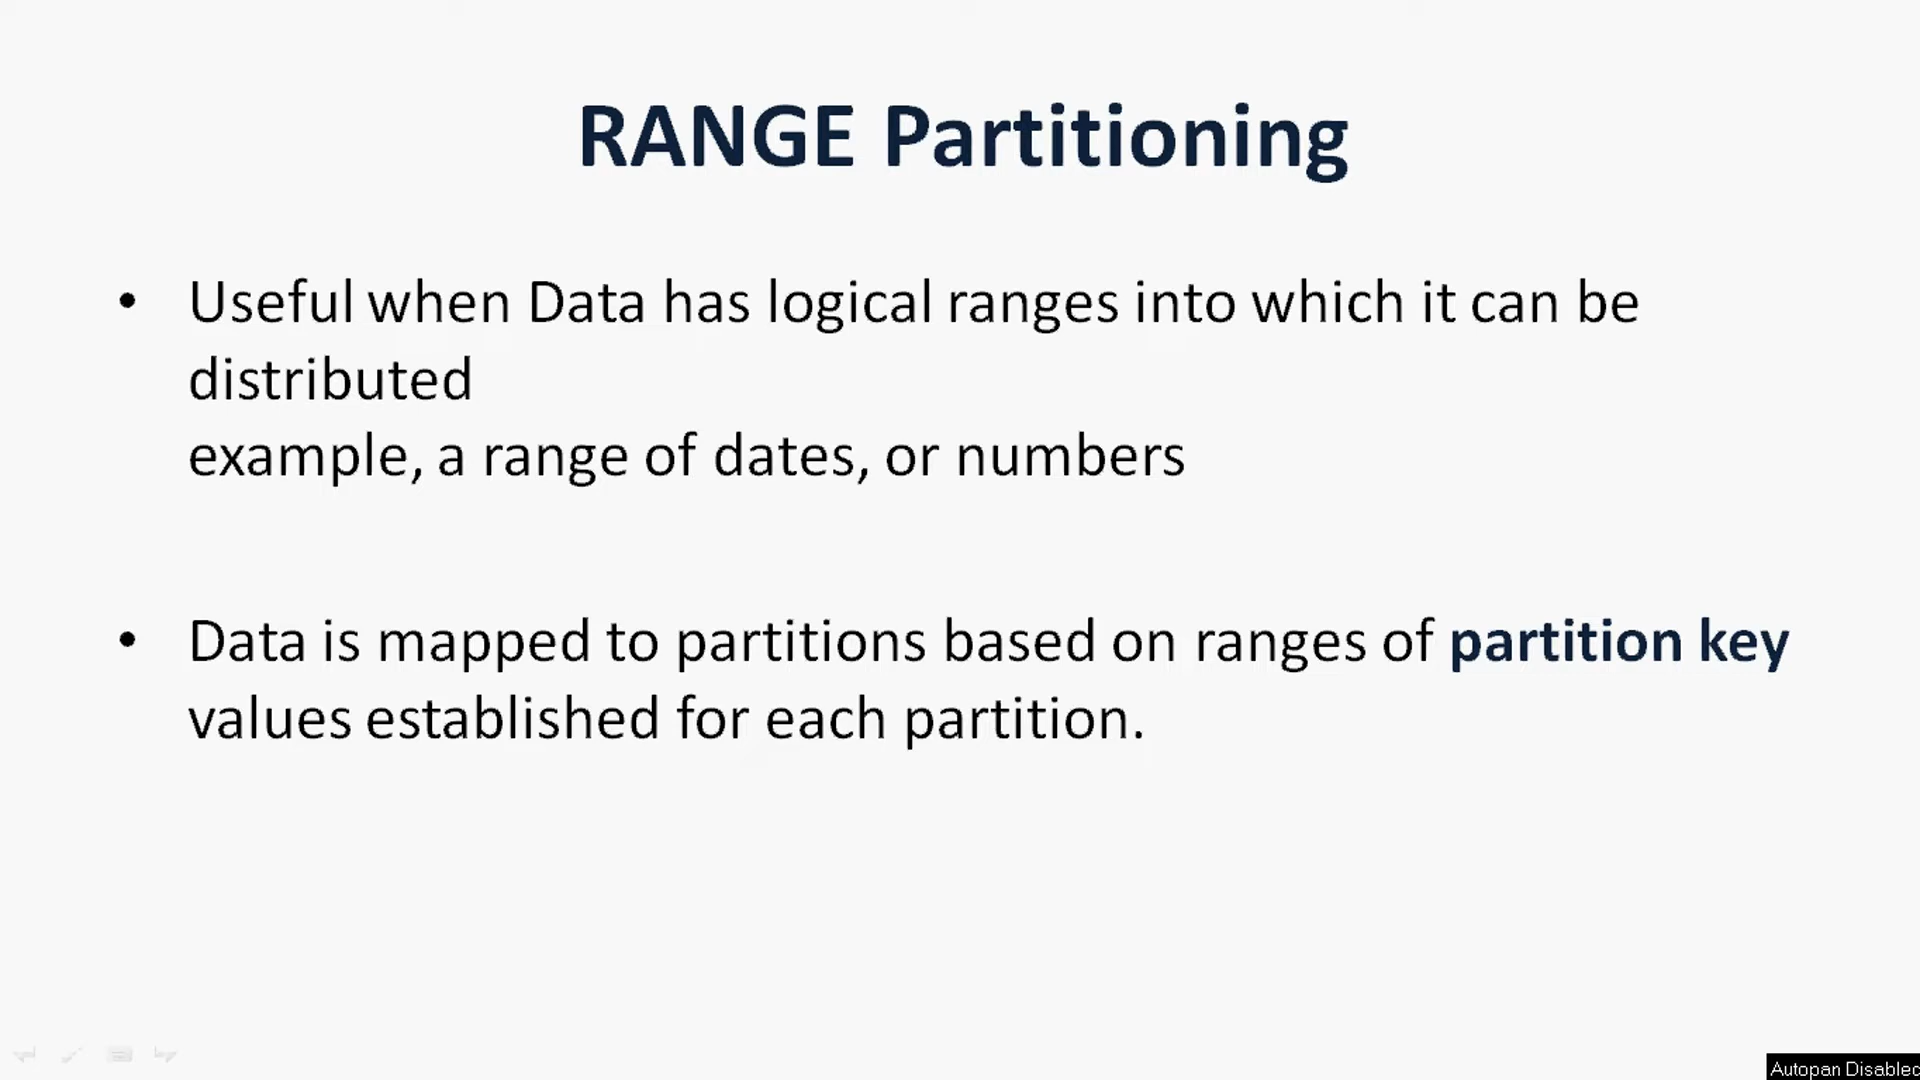 RANGE Partitioning
• Useful when Data has logical ranges into which it can be
distributed
example, a range of dates, or numbers
• Data is mapped to partitions based on ranges of partition key
values established for each partition.
Autopan Disabled